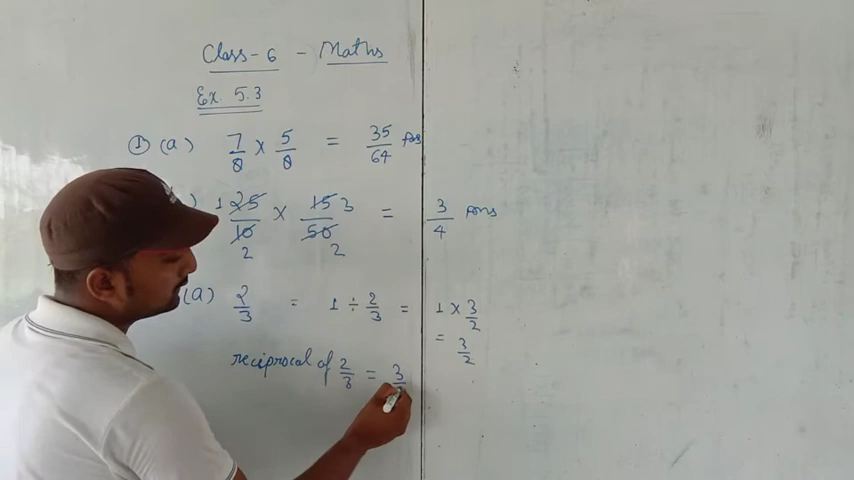 Class-6 - Maths
Ex. 5.3
① (a) 7/8 × 5/8 = 35/64 Ans
) 1 25/10 2 × 15 3/50 2 = 3/4 Ans
(a) 2/3 = 1 ÷ 2/3 = 1 × 3/2
= 3/2
reciprocal of 2/3 = 3/